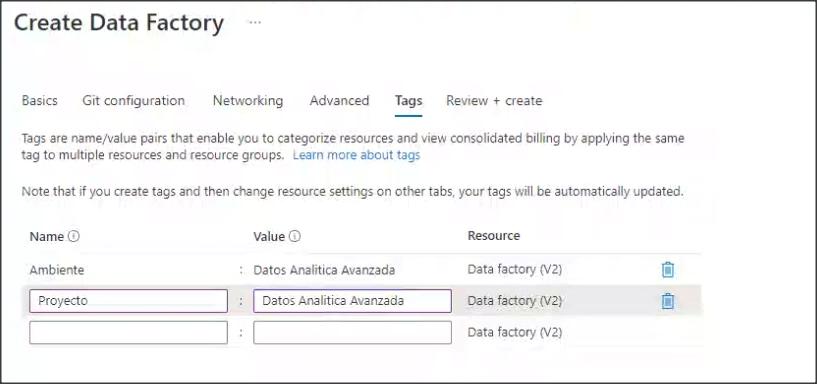 Create Data Factory ...
Basics Git configuration Networking Advanced Tags Review + create
Tags are name/value pairs that enable you to categorize resources and view consolidated billing by applying the same
tag to multiple resources and resource groups. Learn more about tags
Note that if you create tags and then change resource settings on other tabs, your tags will be automatically updated.
Name Value Resource
Ambiente : Datos Analitica Avanzada Data factory (V2)
Proyecto : Datos Analitica Avanzada Data factory (V2)
: Data factory (V2)